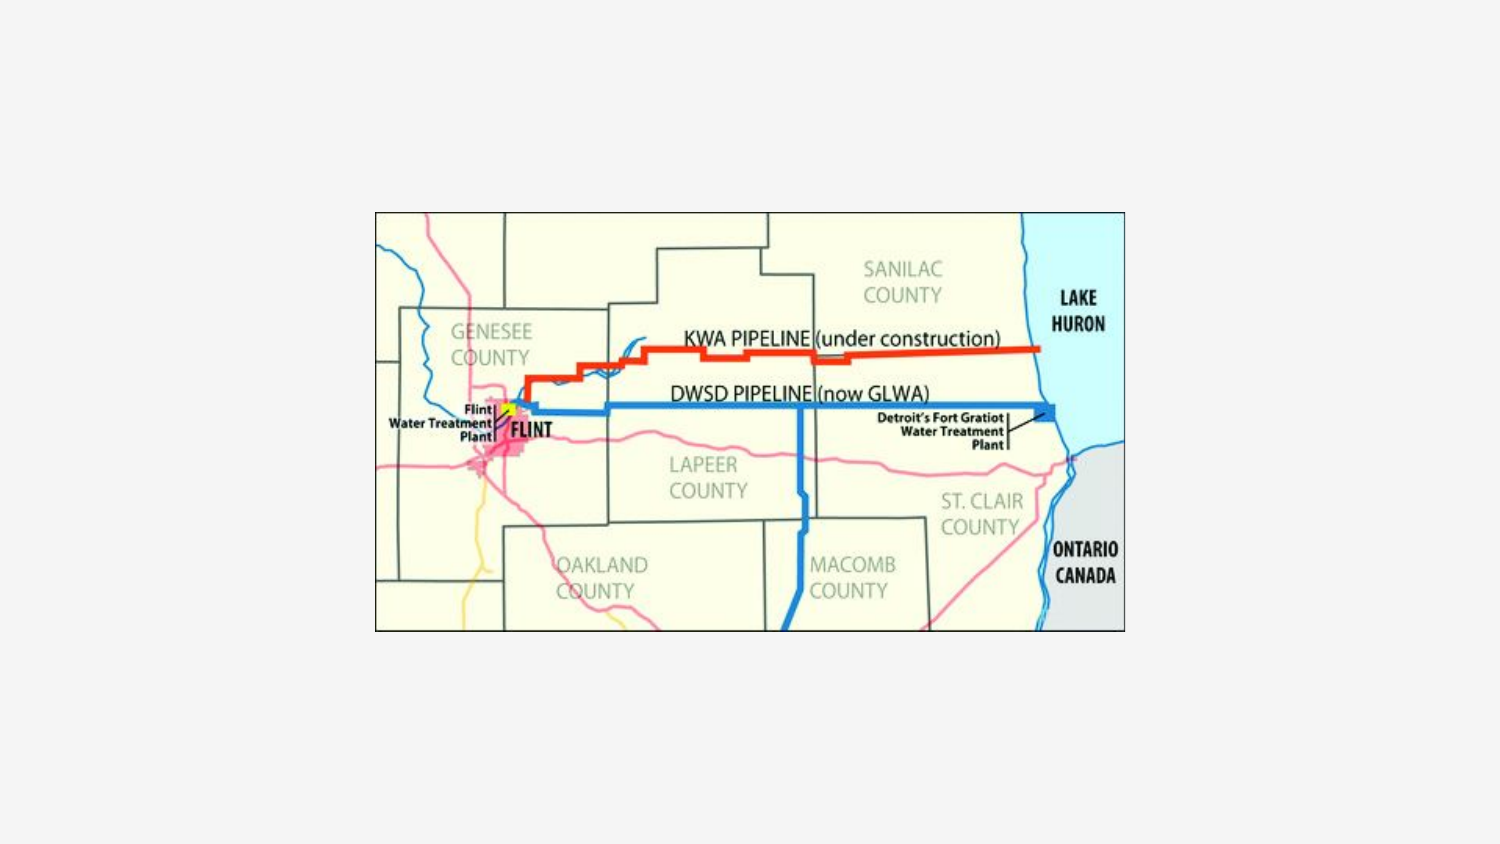 SANILAC
COUNTY
LAKE
HURON
GENESEE
COUNTY
KWA PIPELINE (under construction)
DWSD PIPELINE (now GLWA)
Flint
Water Treatment
Plant
FLINT
Detroit's Fort Gratiot
Water Treatment
Plant
LAPEER
COUNTY
ST. CLAIR
COUNTY
OAKLAND
COUNTY
MACOMB
COUNTY
ONTARIO
CANADA